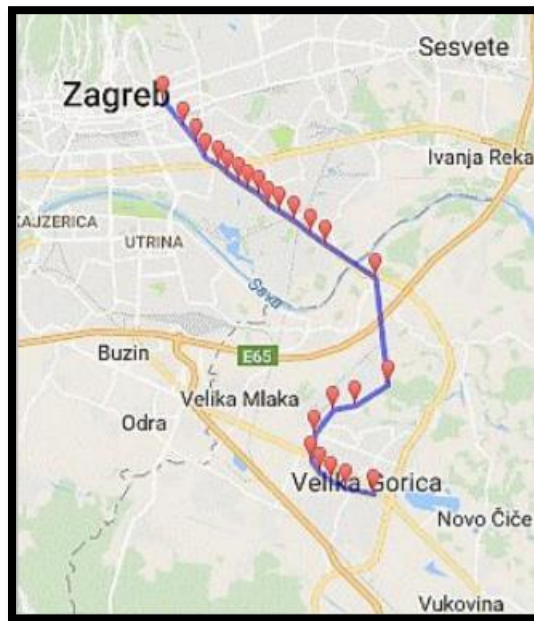 Sesvete
Zagreb
Ivanja Reka
KAJZERICA
UTRINA
Sava
E65
Buzin
Velika Mlaka
Odra
Velika Gorica
Novo Čiče
Vukovina